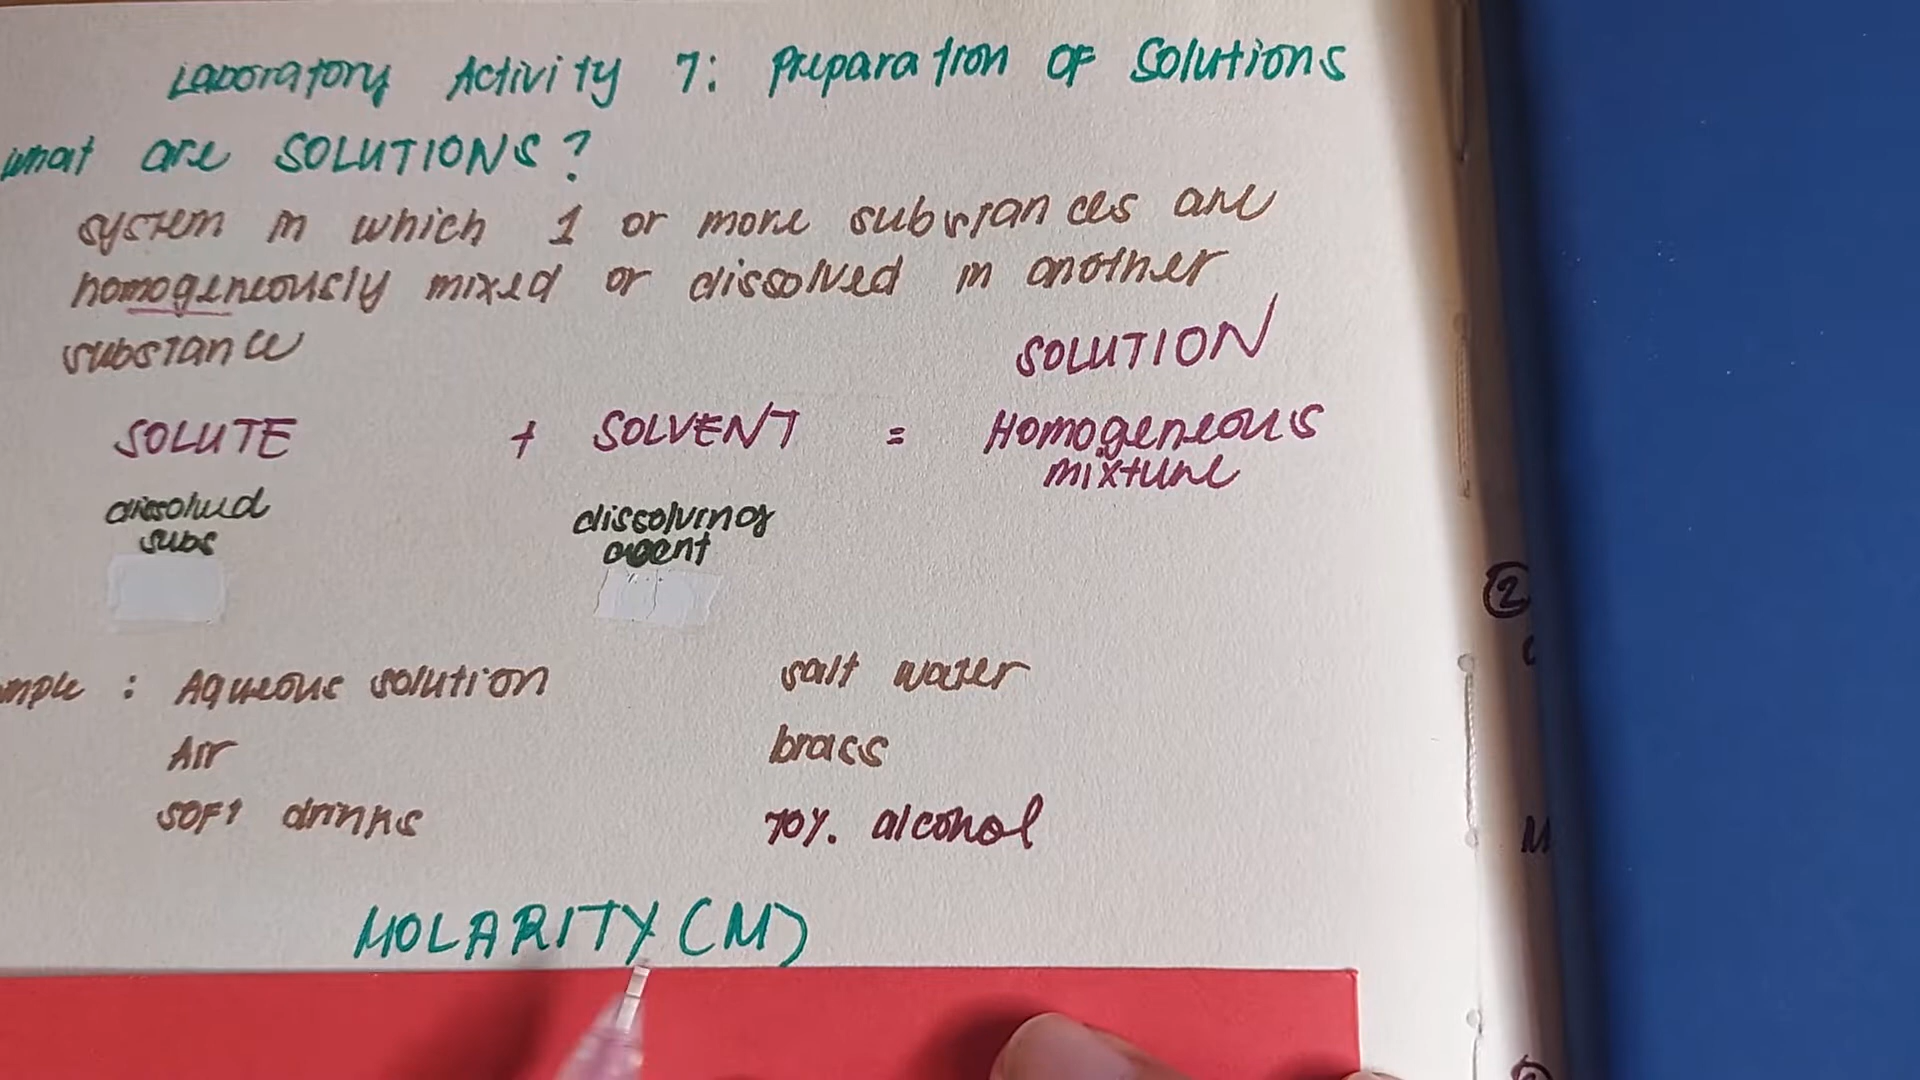 Laboratory Activity 7: Preparation of Solutions
what are SOLUTIONS?
system in which 1 or more substances are
homogeneously mixed or dissolved in another
substance
SOLUTION
SOLUTE + SOLVENT = Homogeneous
mixture
dissolved
subs
dissolving
agent
mple : Aqueous solution salt water
Air brass
soft drinks 70%. alcohol
MOLARITY (M)
2
M